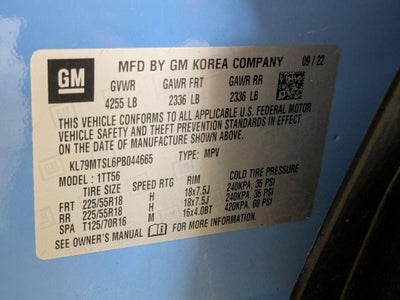 GM
MFD BY GM KOREA COMPANY 09/22
GVWR GAWR FRT GAWR RR
4255 LB 2336 LB 2336 LB
THIS VEHICLE CONFORMS TO ALL APPLICABLE U.S. FEDERAL MOTOR
VEHICLE SAFETY AND THEFT PREVENTION STANDARDS IN EFFECT
ON THE DATE OF MANUFACTURE SHOWN ABOVE.
KL79MTSL6PB044665 TYPE: MPV
MODEL: 1TT56
TIRE SIZE SPEED RTG RIM COLD TIRE PRESSURE
FRT 225/55R18 H 18x7.5J 240KPA, 35 PSI
RR 225/55R18 H 18x7.5J 240KPA, 35 PSI
SPA T125/70R16 M 16x4.0BT 420KPA, 60 PSI
SEE OWNER'S MANUAL FOR MORE INFORMATION.